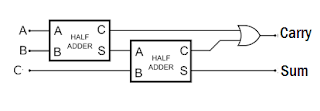 A A HALF ADDER C Carry
B B S A HALF ADDER C
C B S Sum